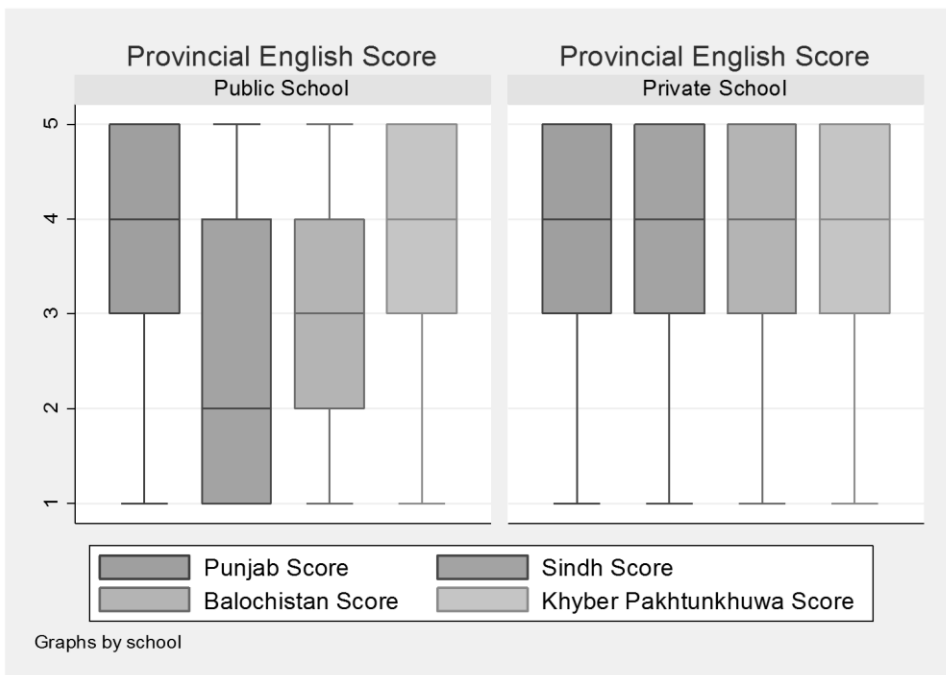 Provincial English Score
Public School
Provincial English Score
Private School
5
4
3
2
1
Punjab Score
Sindh Score
Balochistan Score
Khyber Pakhtunkhuwa Score
Graphs by school